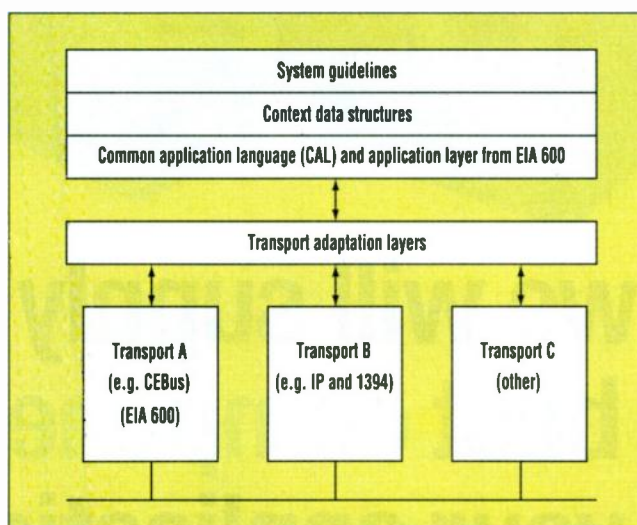 System guidelines
Context data structures
Common application language (CAL) and application layer from EIA 600
Transport adaptation layers
Transport A
(e.g. CEBus)
(EIA 600)
Transport B
(e.g. IP and 1394)
Transport C
(other)